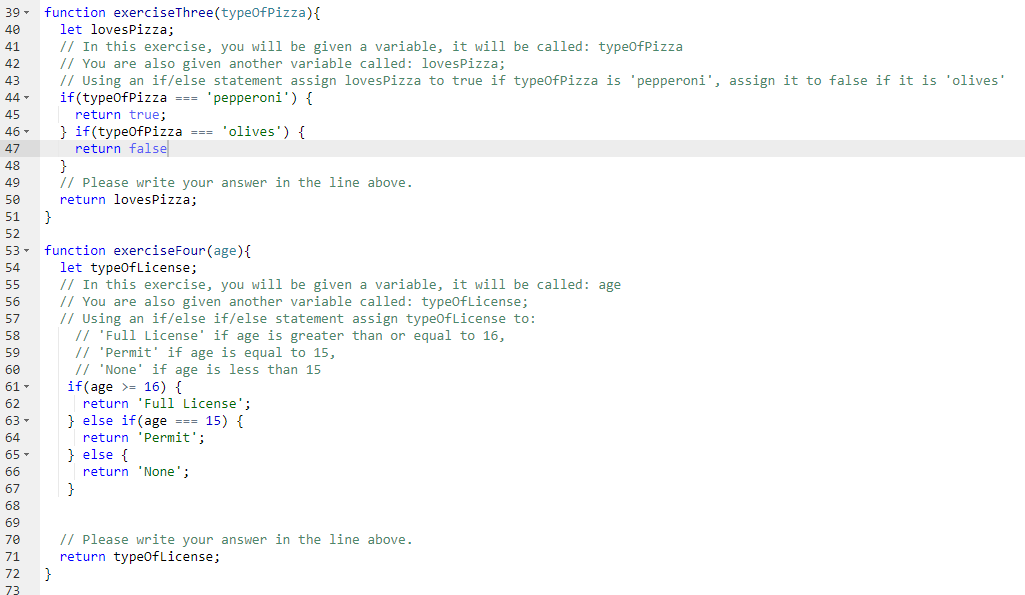 39 function exerciseThree(typeOfPizza){
40 let lovesPizza;
41 // In this exercise, you will be given a variable, it will be called: typeOfPizza
42 // You are also given another variable called: lovesPizza;
43 // Using an if/else statement assign lovesPizza to true if typeOfPizza is 'pepperoni', assign it to false if it is 'olives'
44 if(typeOfPizza === 'pepperoni') {
45 return true;
46 } if(typeOfPizza === 'olives') {
47 return false
48 }
49 // Please write your answer in the line above.
50 return lovesPizza;
51 }
52
53 function exerciseFour(age){
54 let typeOfLicense;
55 // In this exercise, you will be given a variable, it will be called: age
56 // You are also given another variable called: typeOfLicense;
57 // Using an if/else if/else statement assign typeOfLicense to:
58 // 'Full License' if age is greater than or equal to 16,
59 // 'Permit' if age is equal to 15,
60 // 'None' if age is less than 15
61 if(age >= 16) {
62 return 'Full License';
63 } else if(age === 15) {
64 return 'Permit';
65 } else {
66 return 'None';
67 }
68
69
70 // Please write your answer in the line above.
71 return typeOfLicense;
72 }
73